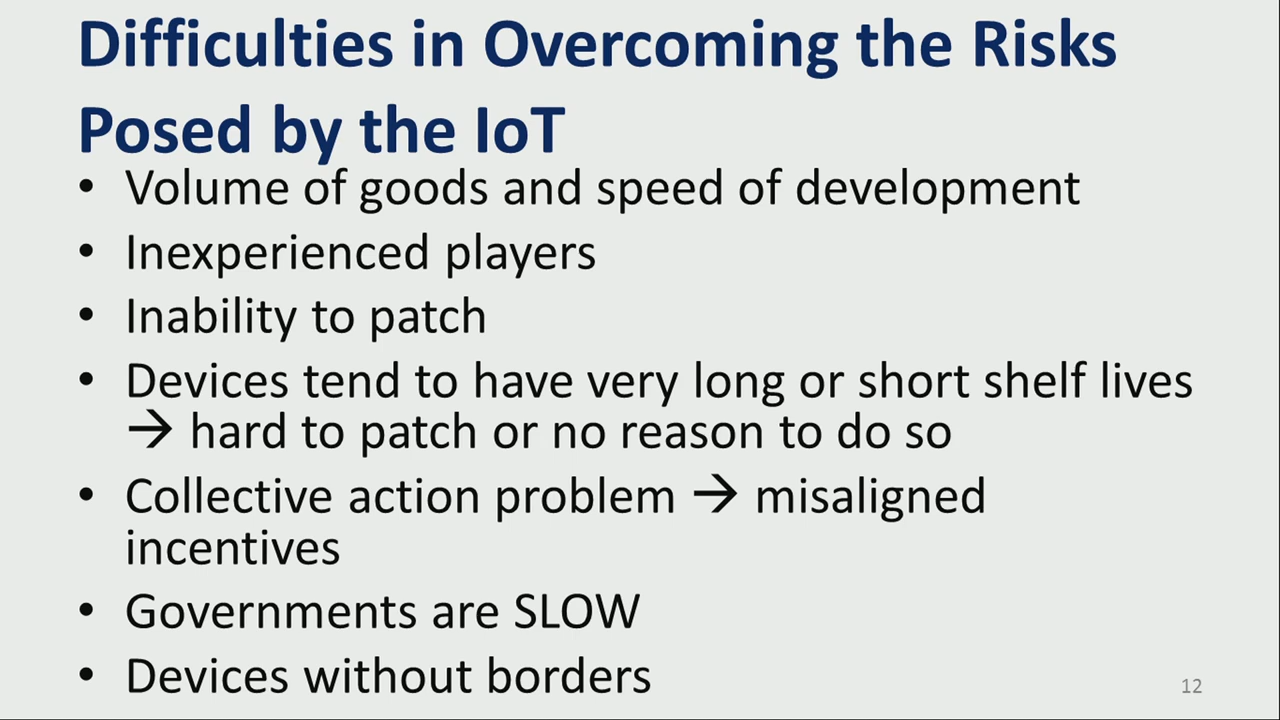 Difficulties in Overcoming the Risks
Posed by the IoT
• Volume of goods and speed of development
• Inexperienced players
• Inability to patch
• Devices tend to have very long or short shelf lives
→ hard to patch or no reason to do so
• Collective action problem → misaligned
incentives
• Governments are SLOW
• Devices without borders
12